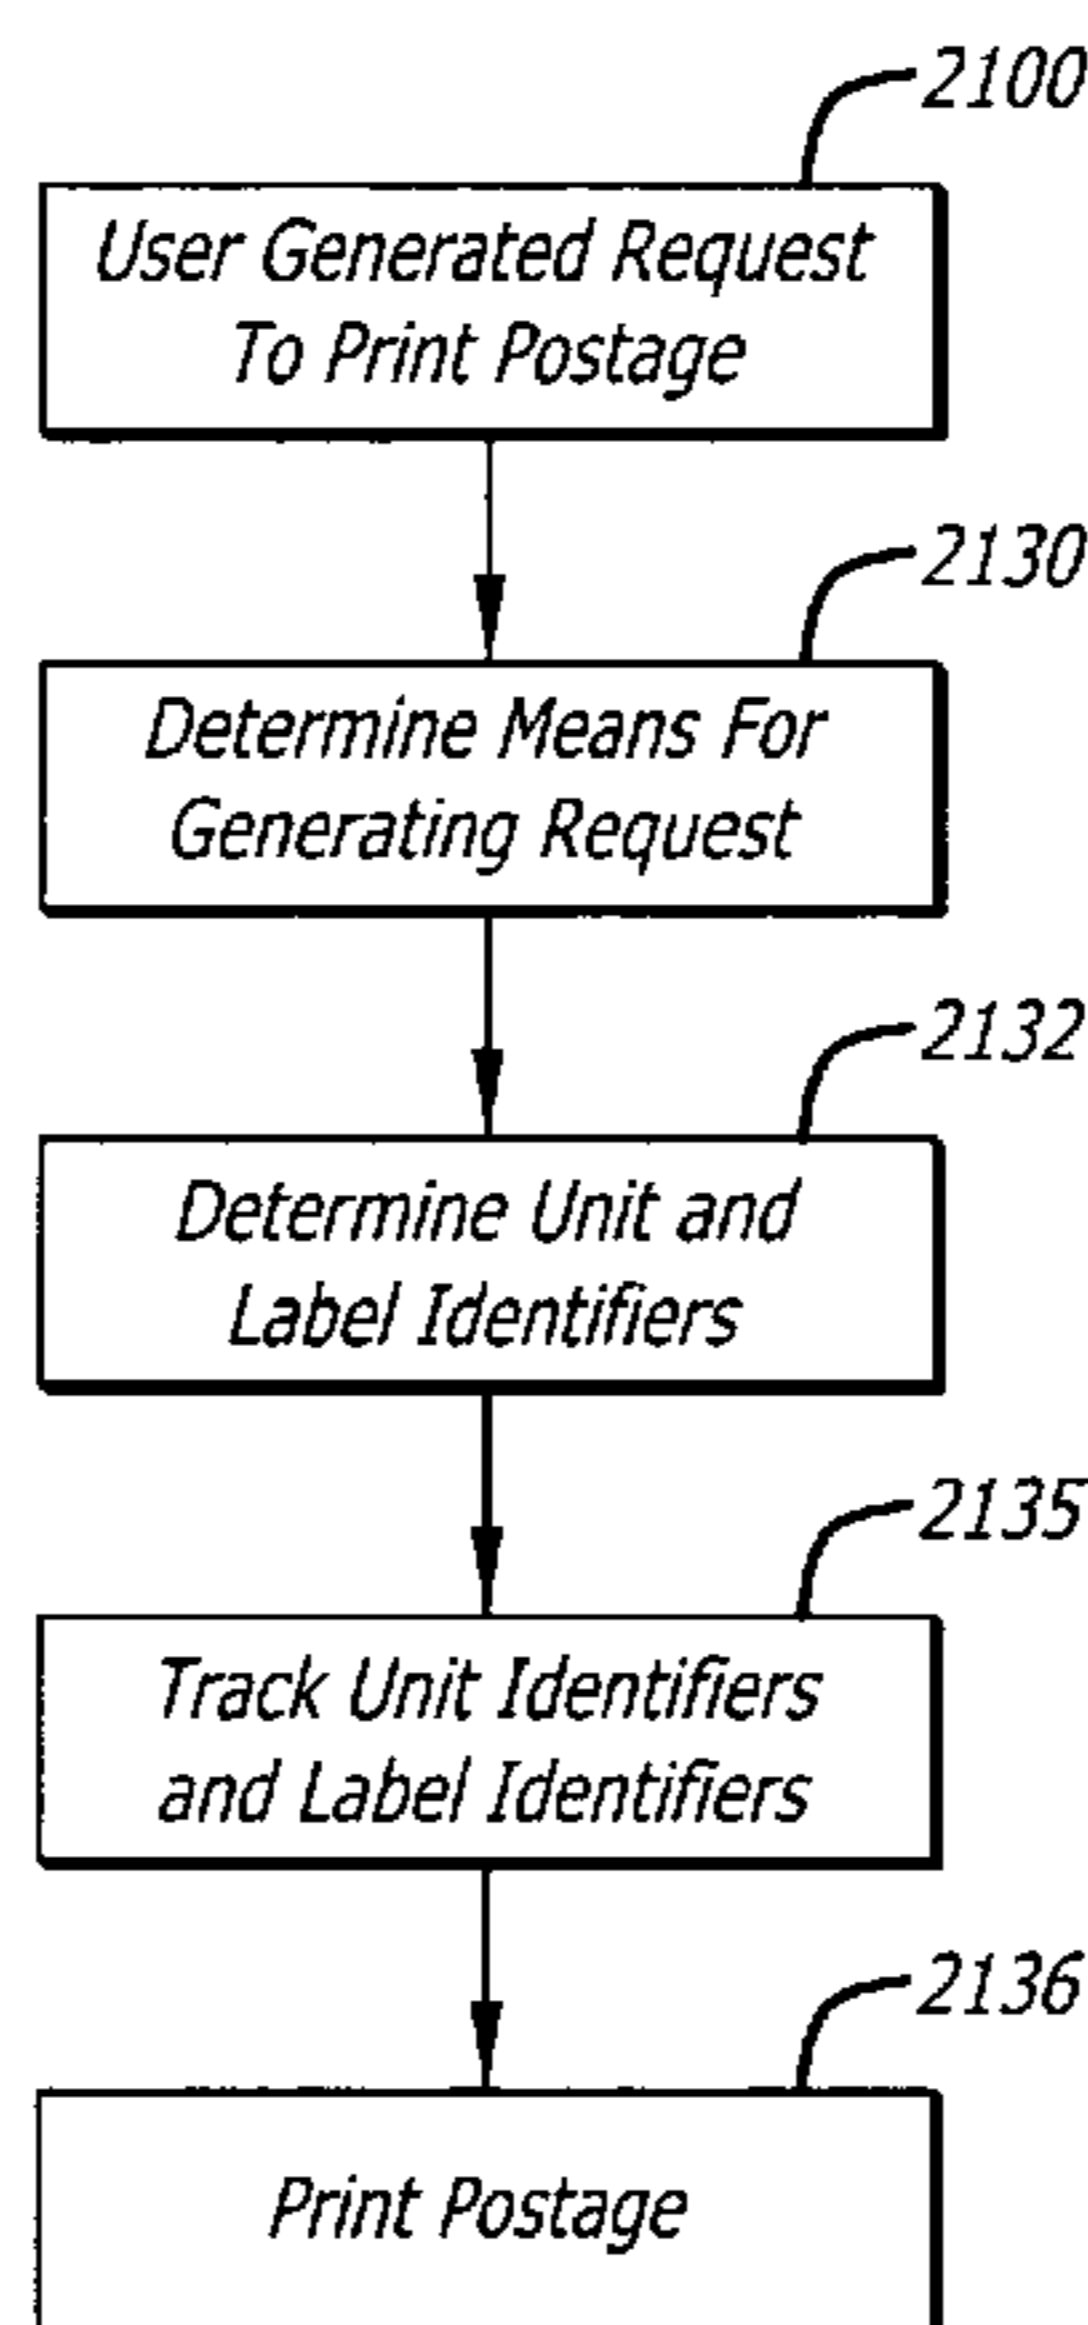 2100
User Generated Request
To Print Postage
2130
Determine Means For
Generating Request
2132
Determine Unit and
Label Identifiers
2135
Track Unit Identifiers
and Label Identifiers
2136
Print Postage